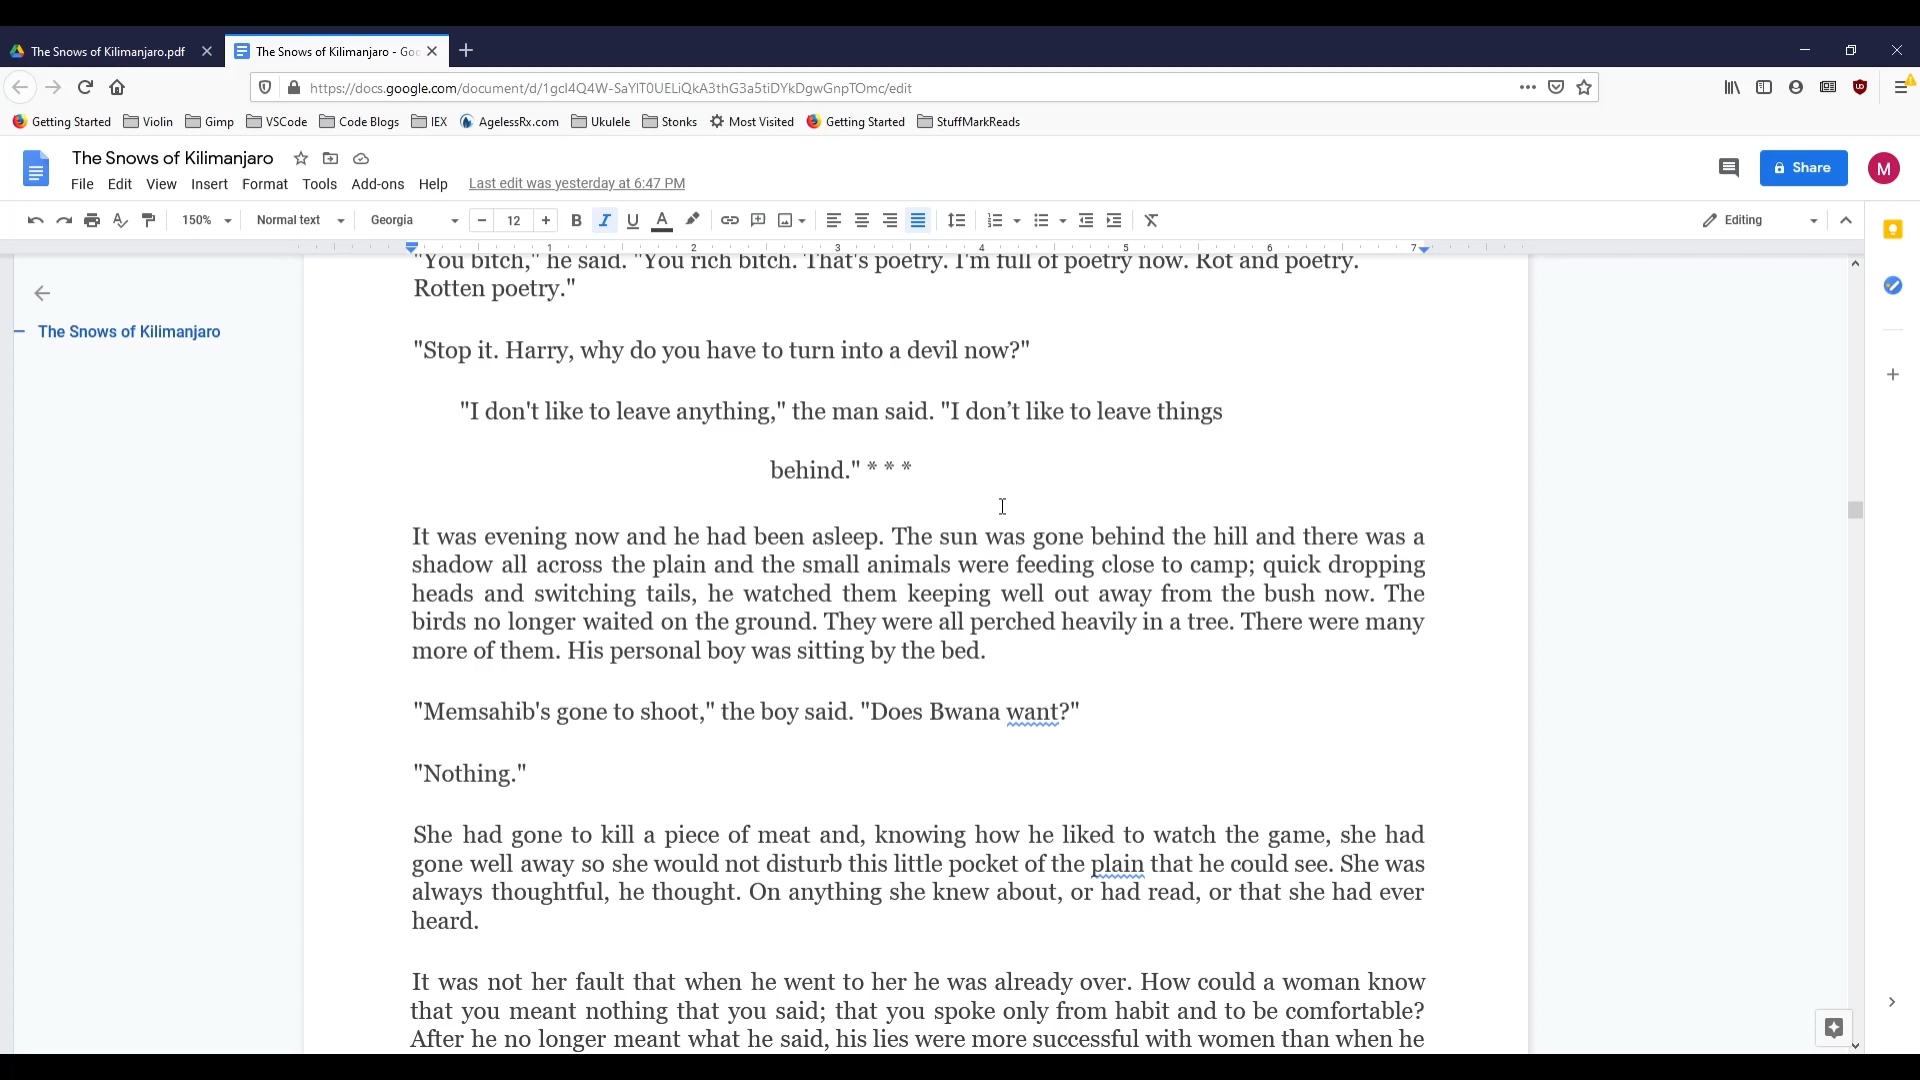 The Snows of Kilimanjaro.pdf
The Snows of Kilimanjaro - Goo
https://docs.google.com/document/d/1gcl4Q4W-SaYlT0UELiQkA3thG3a5tiDYkDgwGnpTOmc/edit
Getting Started Violin Gimp VSCode Code Blogs IEX AgelessRx.com Ukulele Stonks Most Visited Getting Started StuffMarkReads
The Snows of Kilimanjaro
Share
M
File Edit View Insert Format Tools Add-ons Help Last edit was yesterday at 6:47 PM
150% Normal text Georgia - 12 + B I U A Editing
1 2 3 4 5 6 7
"You bitch," he said. "You rich bitch. That's poetry. I'm full of poetry now. Rot and poetry.
Rotten poetry."
The Snows of Kilimanjaro
"Stop it. Harry, why do you have to turn into a devil now?"
"I don't like to leave anything," the man said. "I don’t like to leave things
behind." * * *
It was evening now and he had been asleep. The sun was gone behind the hill and there was a
shadow all across the plain and the small animals were feeding close to camp; quick dropping
heads and switching tails, he watched them keeping well out away from the bush now. The
birds no longer waited on the ground. They were all perched heavily in a tree. There were many
more of them. His personal boy was sitting by the bed.
"Memsahib's gone to shoot," the boy said. "Does Bwana want?"
"Nothing."
She had gone to kill a piece of meat and, knowing how he liked to watch the game, she had
gone well away so she would not disturb this little pocket of the plain that he could see. She was
always thoughtful, he thought. On anything she knew about, or had read, or that she had ever
heard.
It was not her fault that when he went to her he was already over. How could a woman know
that you meant nothing that you said; that you spoke only from habit and to be comfortable?
After he no longer meant what he said, his lies were more successful with women than when he